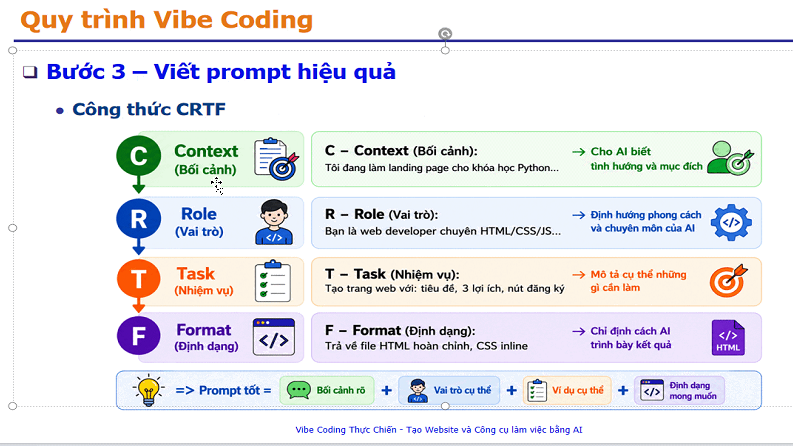 Quy trình Vibe Coding
Bước 3 – Viết prompt hiệu quả
Công thức CRTF
C
Context
(Bối cảnh)
C – Context (Bối cảnh):
Tôi đang làm landing page cho khóa học Python...
→ Cho AI biết
tình hướng và mục đích
R
Role
(Vai trò)
</>
R – Role (Vai trò):
Bạn là web developer chuyên HTML/CSS/JS...
→ Định hướng phong cách
và chuyên môn của AI
</>
T
Task
(Nhiệm vụ)
T – Task (Nhiệm vụ):
Tạo trang web với: tiêu đề, 3 lợi ích, nút đăng ký
→ Mô tả cụ thể những
gì cần làm
F
Format
(Định dạng)
</>
F – Format (Định dạng):
Trả về file HTML hoàn chỉnh, CSS inline
→ Chỉ định cách AI
trình bày kết quả
</>
HTML
=> Prompt tốt = Bối cảnh rõ + Vai trò cụ thể + Ví dụ cụ thể + Định dạng
mong muốn
Vibe Coding Thực Chiến - Tạo Website và Công cụ làm việc bằng AI